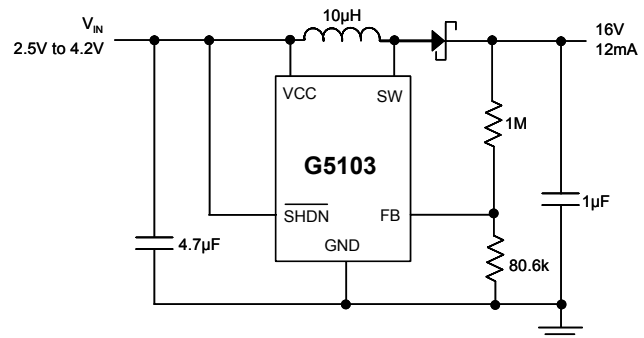 10µH
VIN
2.5V to 4.2V
16V
12mA
VCC
SW
1M
G5103
SHDN
FB
1µF
4.7µF
GND
80.6k